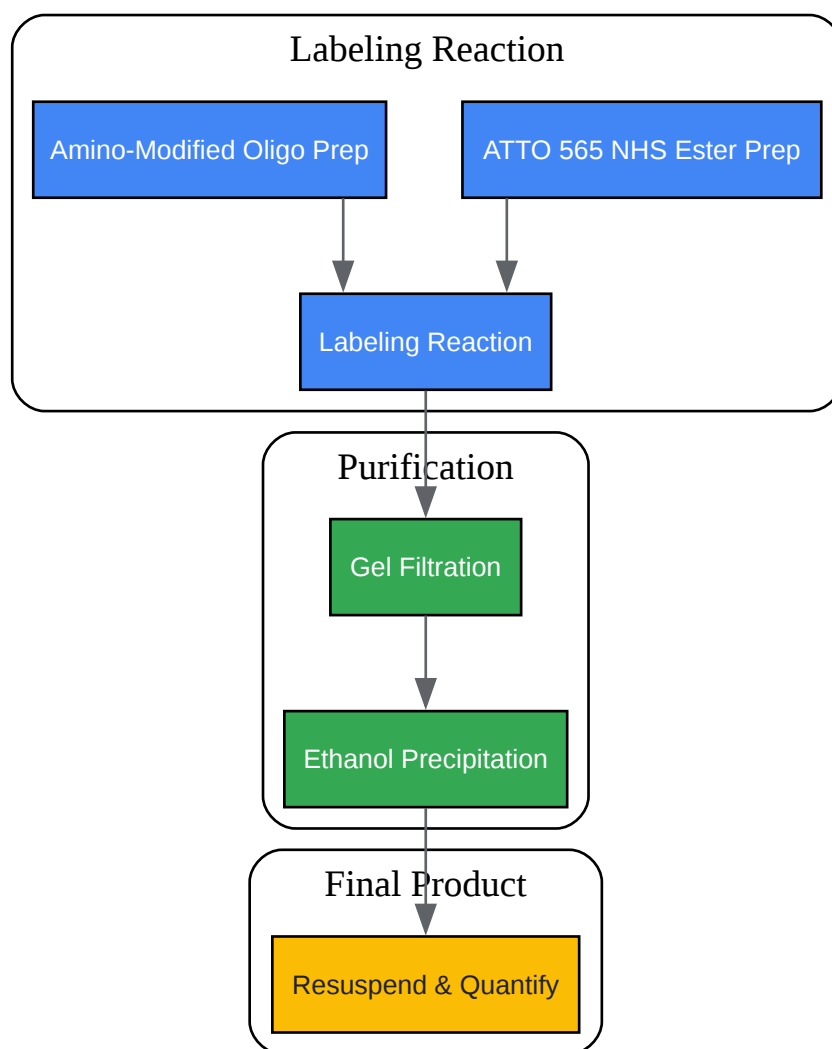 Labeling Reaction
Amino-Modified Oligo Prep
ATTO 565 NHS Ester Prep
Labeling Reaction
Purification
Gel Filtration
Ethanol Precipitation
Final Product
Resuspend & Quantify